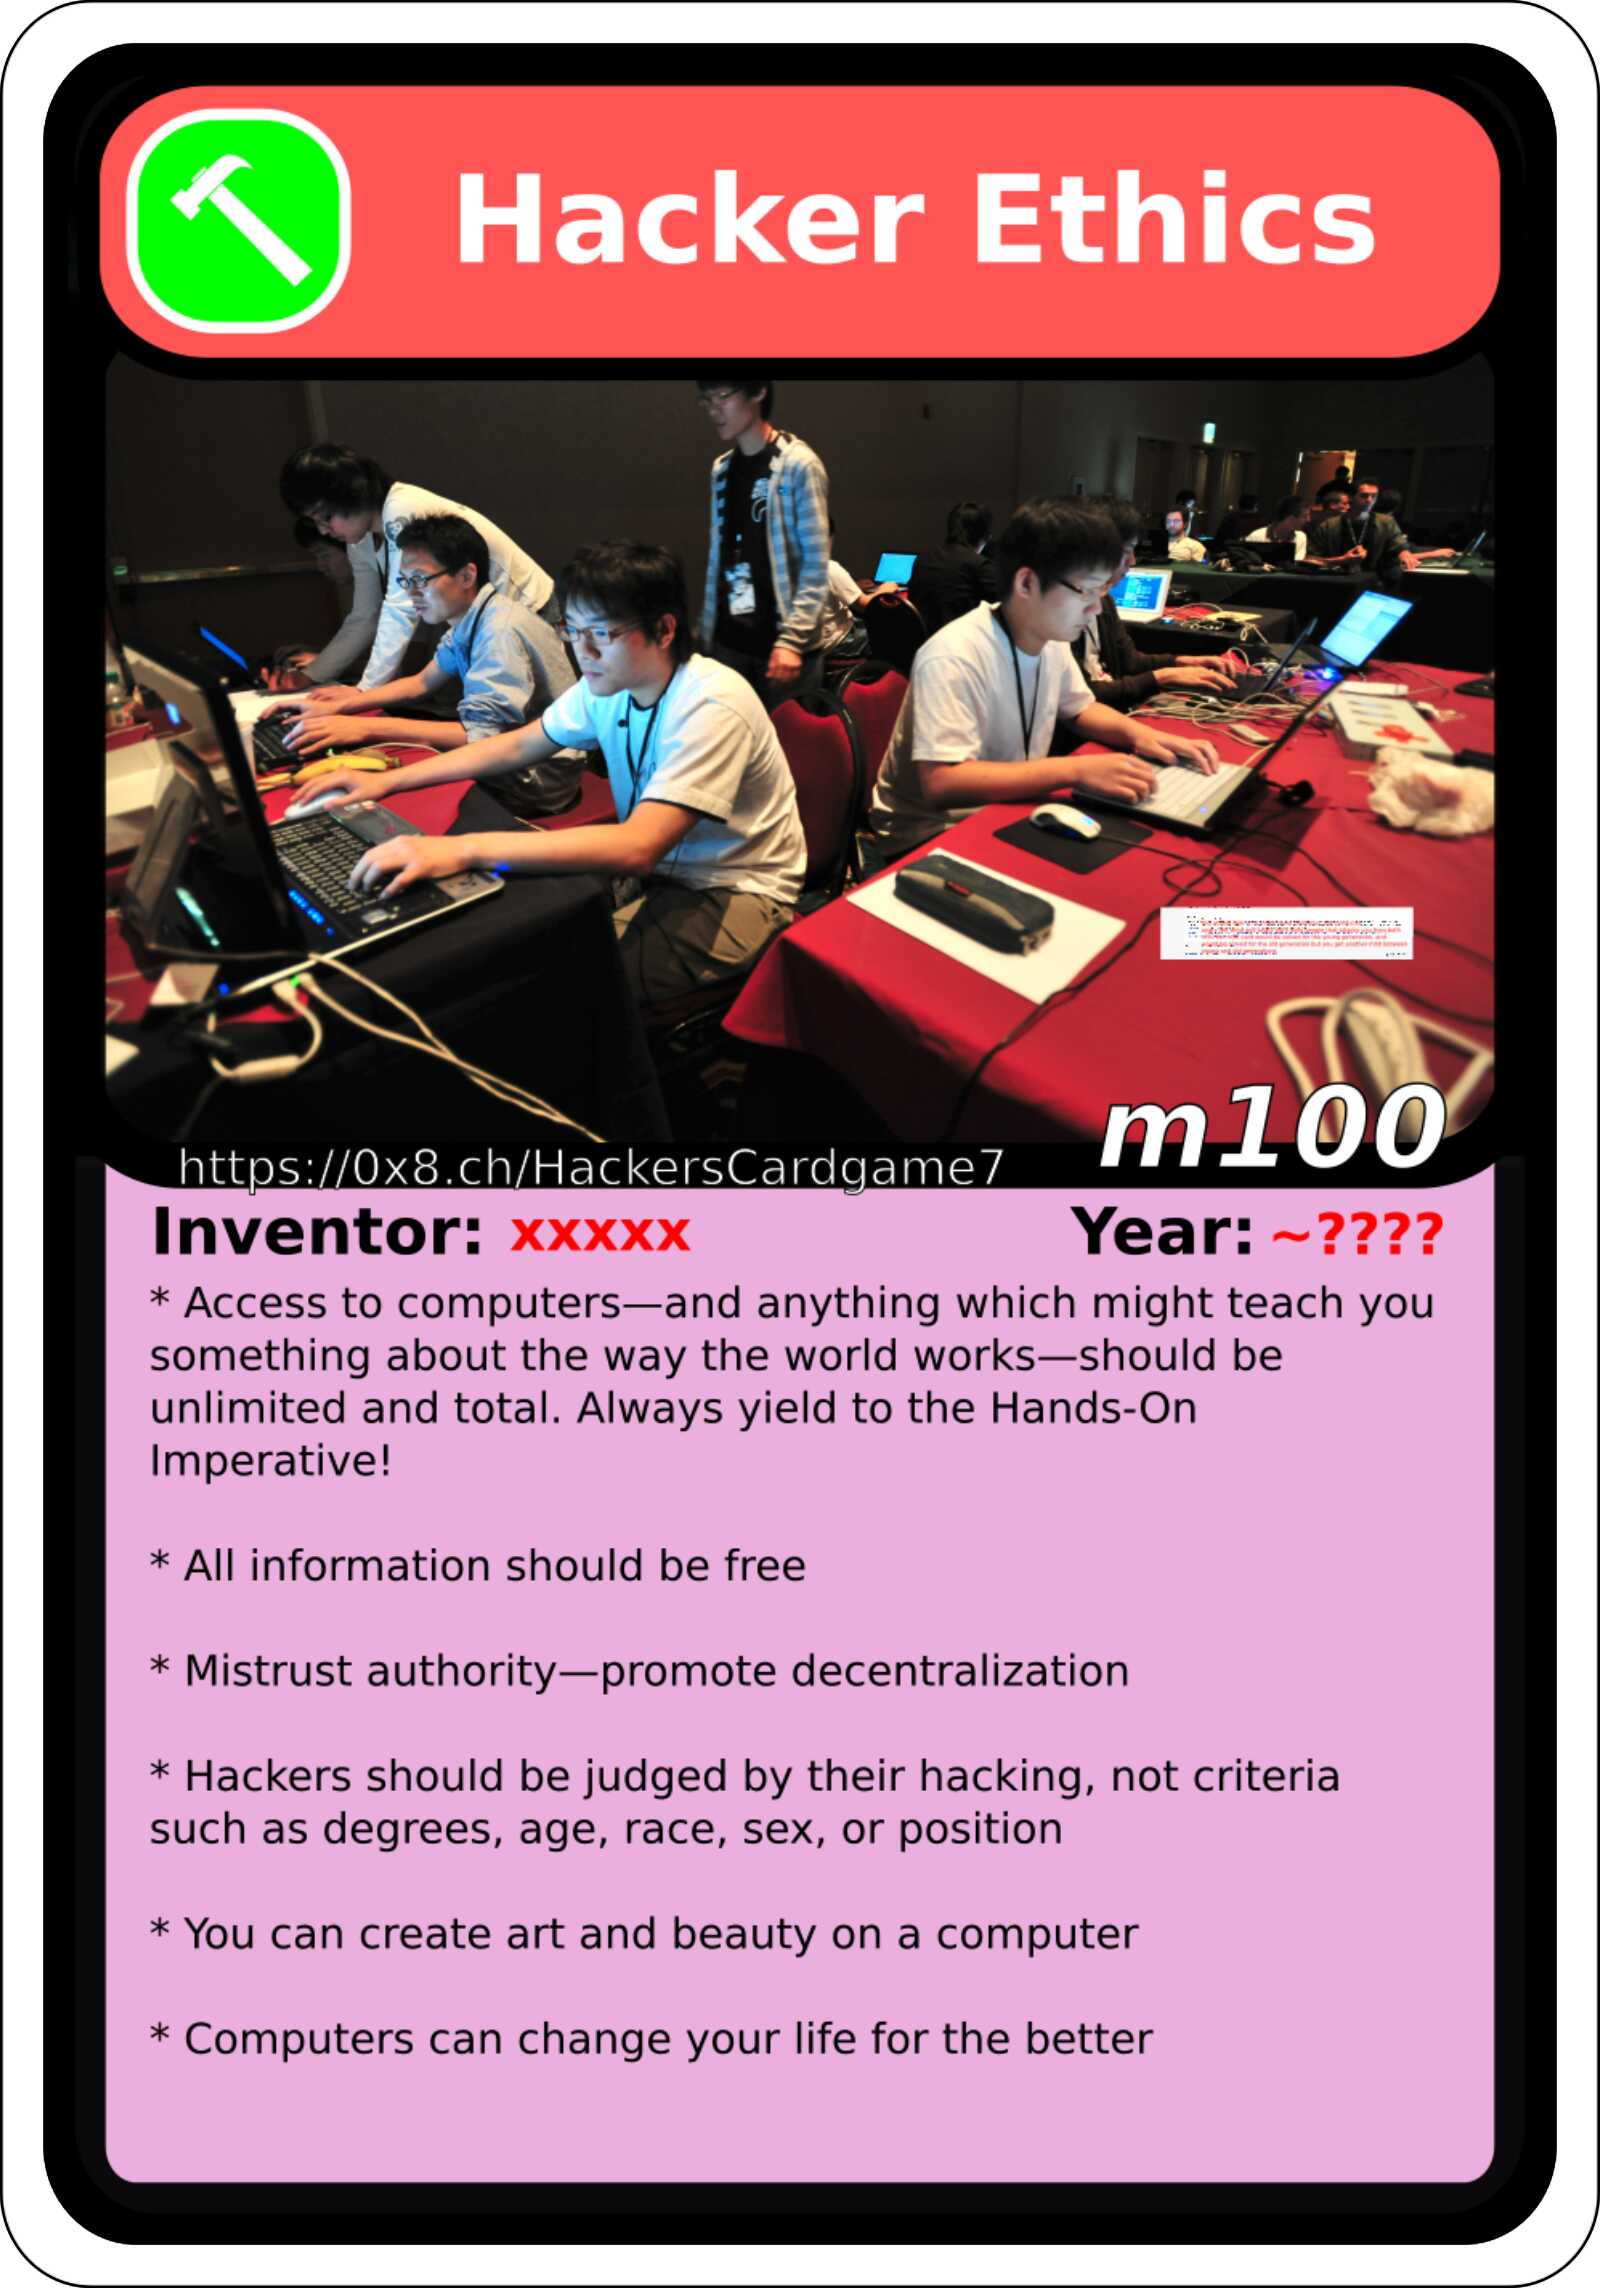 Hacker Ethics
m100
https://0x8.ch/HackersCardgame7
Inventor: xxxxx Year: ~????
* Access to computers—and anything which might teach you
something about the way the world works—should be
unlimited and total. Always yield to the Hands-On
Imperative!
* All information should be free
* Mistrust authority—promote decentralization
* Hackers should be judged by their hacking, not criteria
such as degrees, age, race, sex, or position
* You can create art and beauty on a computer
* Computers can change your life for the better